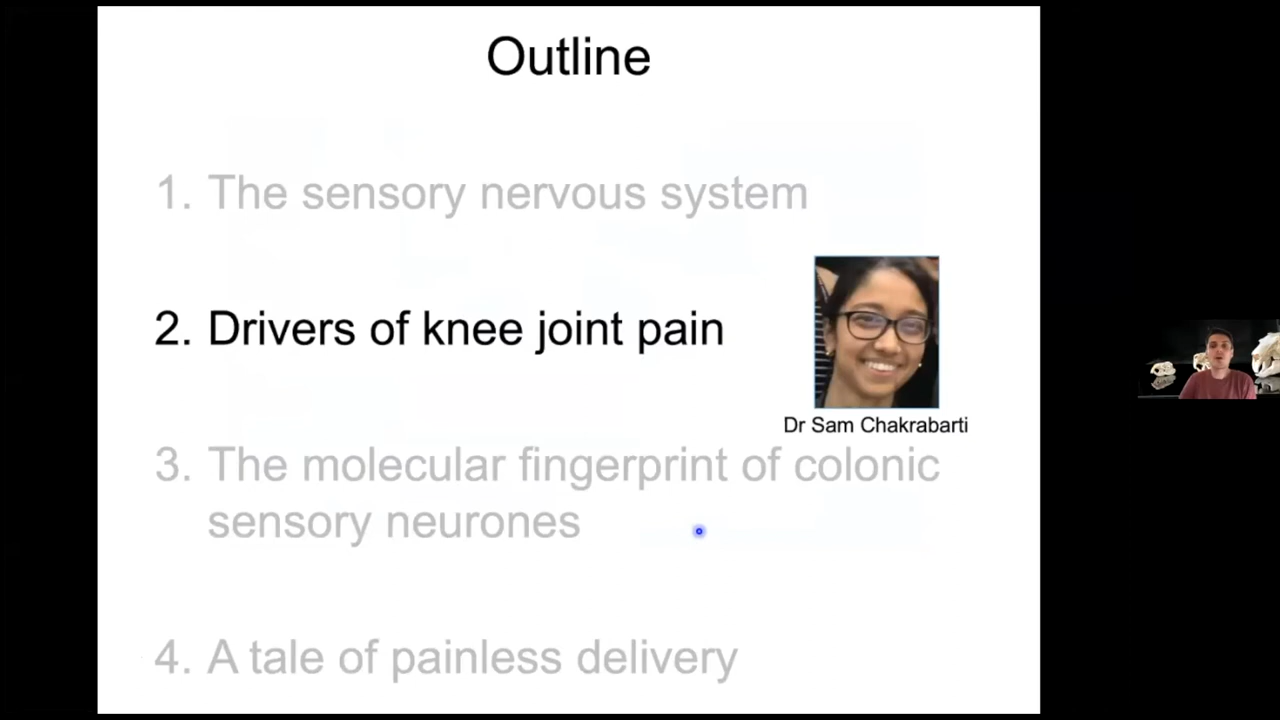 Outline
1. The sensory nervous system
2. Drivers of knee joint pain
Dr Sam Chakrabarti
3. The molecular fingerprint of colonic
sensory neurones
4. A tale of painless delivery